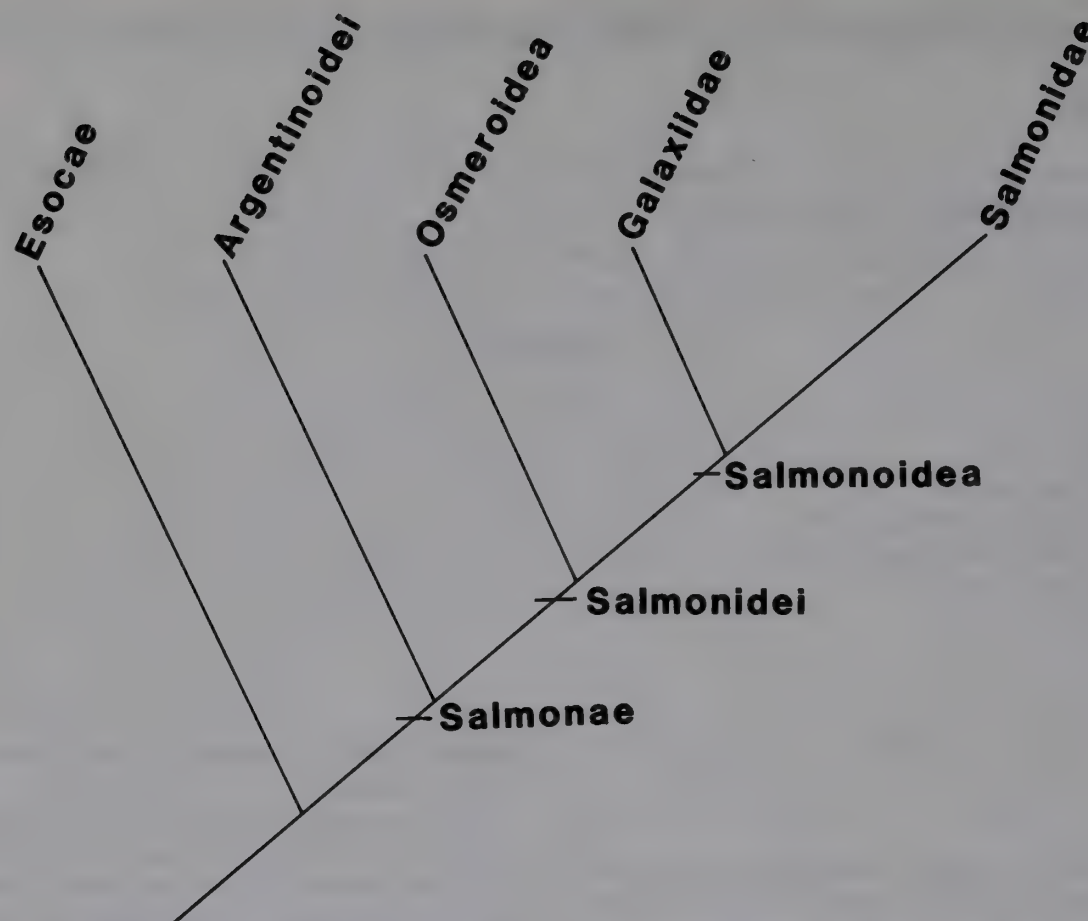 Esocae
Argentinoidei
Osmeroidea
Galaxiidae
Salmonidae
Salmonoidea
Salmonidei
Salmonae